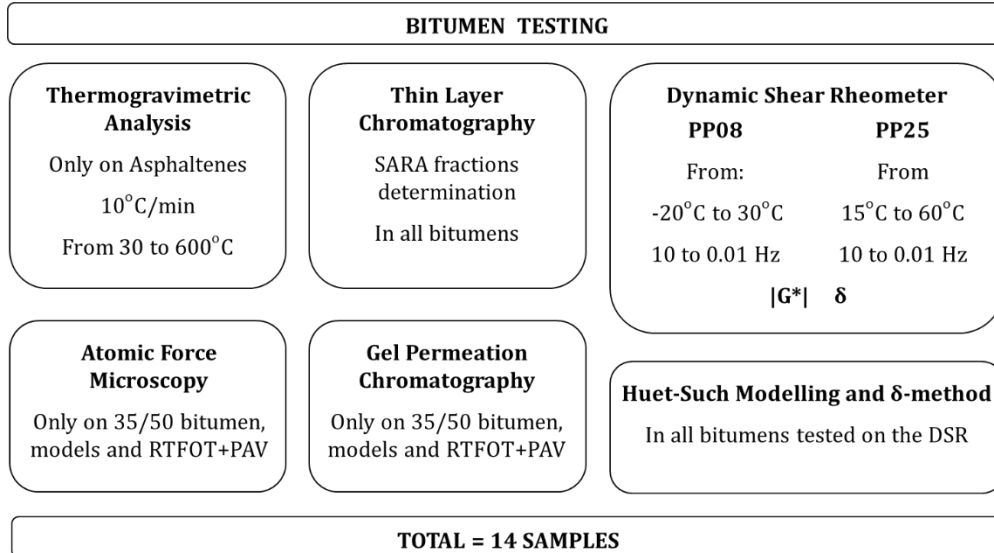 BITUMEN TESTING
Thermogravimetric
Analysis
Only on Asphaltenes
10°C/min
From 30 to 600°C
Thin Layer
Chromatography
SARA fractions
determination
In all bitumens
Dynamic Shear Rheometer
PP08 PP25
From: From
-20°C to 30°C 15°C to 60°C
10 to 0.01 Hz 10 to 0.01 Hz
|G*| δ
Atomic Force
Microscopy
Only on 35/50 bitumen,
models and RTFOT+PAV
Gel Permeation
Chromatography
Only on 35/50 bitumen,
models and RTFOT+PAV
Huet-Such Modelling and δ-method
In all bitumens tested on the DSR
TOTAL = 14 SAMPLES